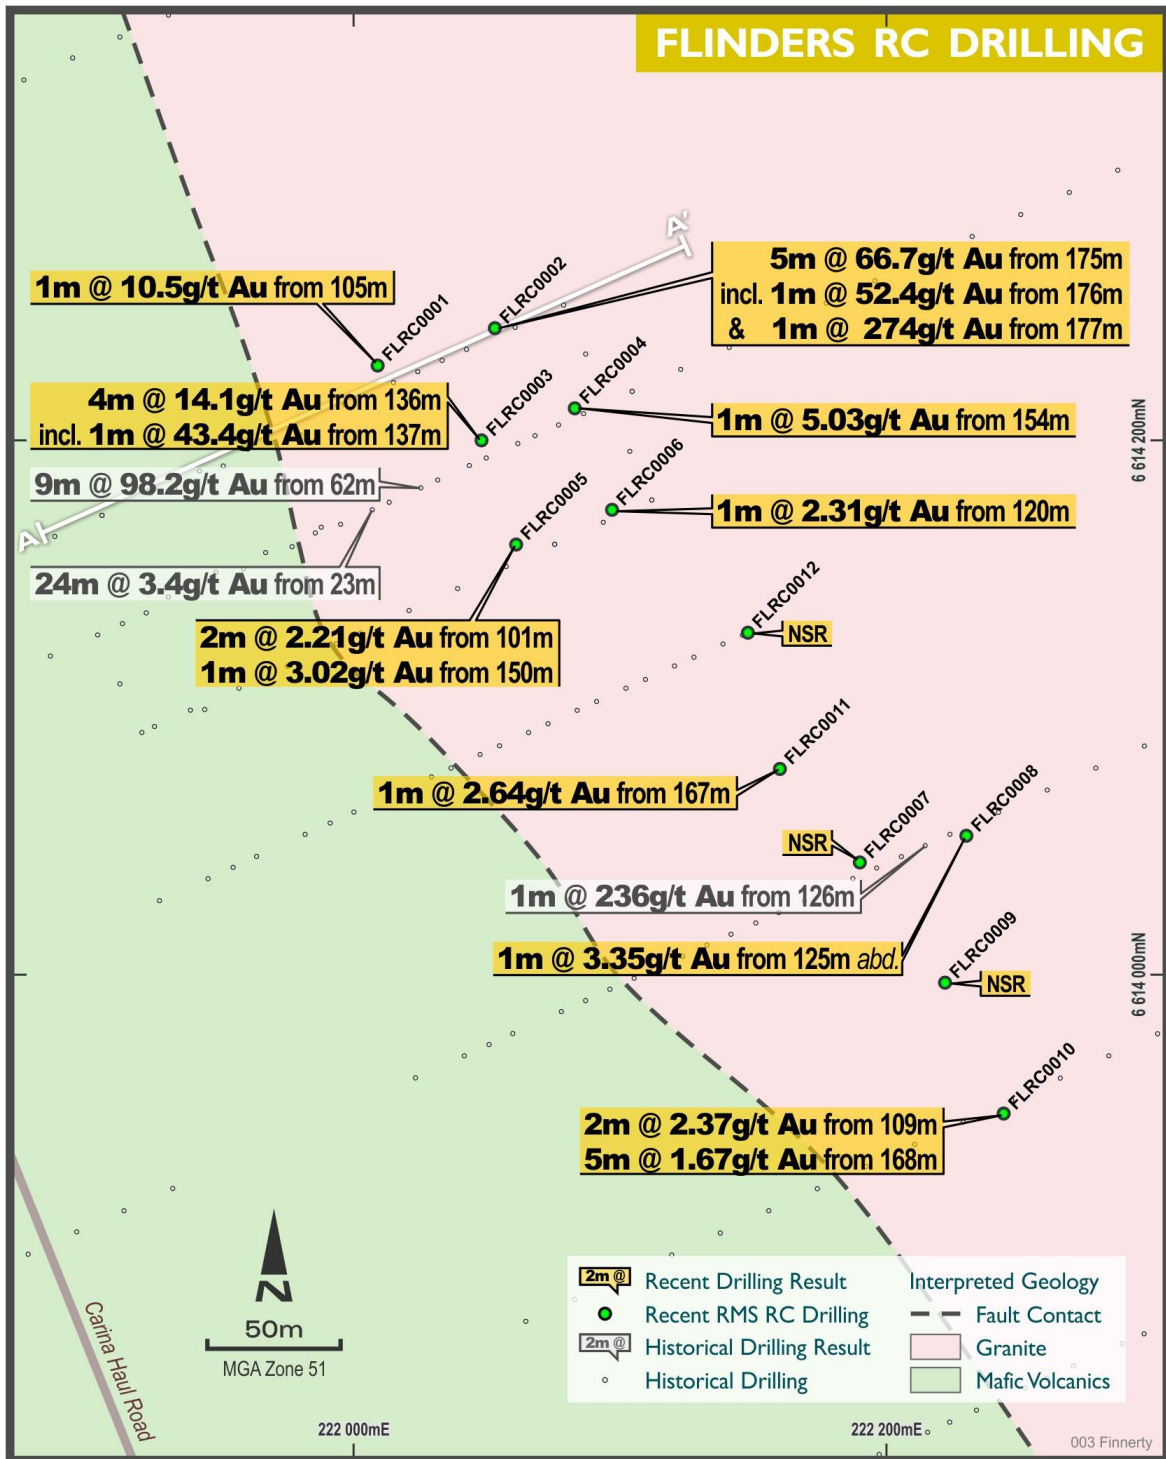 FLINDERS RC DRILLING
A'
FLRC0002
5m @ 66.7g/t Au from 175m
incl. 1m @ 52.4g/t Au from 176m
& 1m @ 274g/t Au from 177m
1m @ 10.5g/t Au from 105m
FLRC0001
FLRC0004
FLRC0003
4m @ 14.1g/t Au from 136m
incl. 1m @ 43.4g/t Au from 137m
1m @ 5.03g/t Au from 154m
6 614 200mN
9m @ 98.2g/t Au from 62m
FLRC0006
FLRC0005
1m @ 2.31g/t Au from 120m
A
24m @ 3.4g/t Au from 23m
FLRC0012
NSR
2m @ 2.21g/t Au from 101m
1m @ 3.02g/t Au from 150m
FLRC0011
1m @ 2.64g/t Au from 167m
FLRC0008
FLRC0007
NSR
1m @ 236g/t Au from 126m
1m @ 3.35g/t Au from 125m abd.
FLRC0009
NSR
6 614 000mN
FLRC0010
2m @ 2.37g/t Au from 109m
5m @ 1.67g/t Au from 168m
N
50m
MGA Zone 51
Carina Haul Road
2m @
Recent Drilling Result
Recent RMS RC Drilling
2m @
Historical Drilling Result
Historical Drilling
Interpreted Geology
Fault Contact
Granite
Mafic Volcanics
222 000mE
222 200mE
003 Finnerty